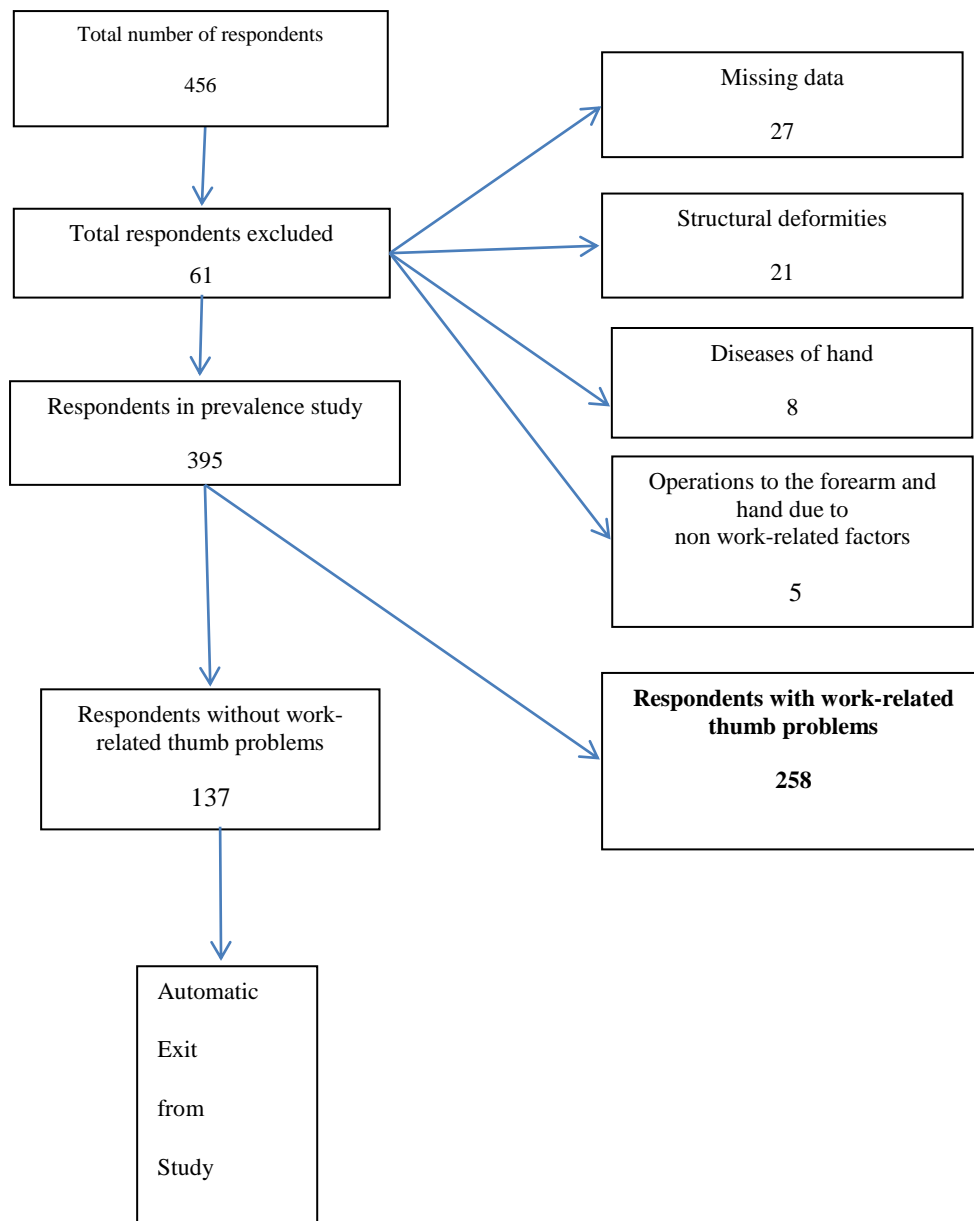 Total number of respondents
456
Missing data
27
Total respondents excluded
61
Structural deformities
21
Diseases of hand
8
Respondents in prevalence study
395
Operations to the forearm and
hand due to
non work-related factors
5
Respondents without work-
related thumb problems
137
Respondents with work-related
thumb problems
258
Automatic
Exit
from
Study